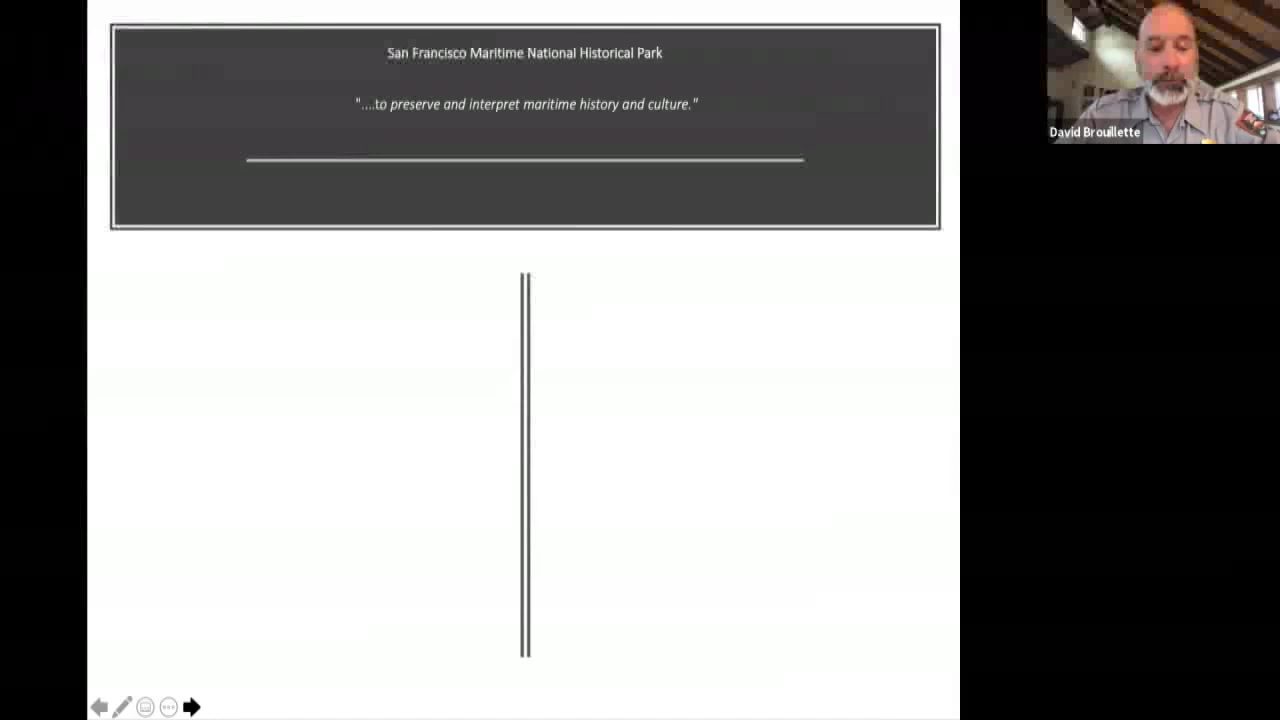 San Francisco Maritime National Historical Park
"....to preserve and interpret maritime history and culture."
David Brouillette